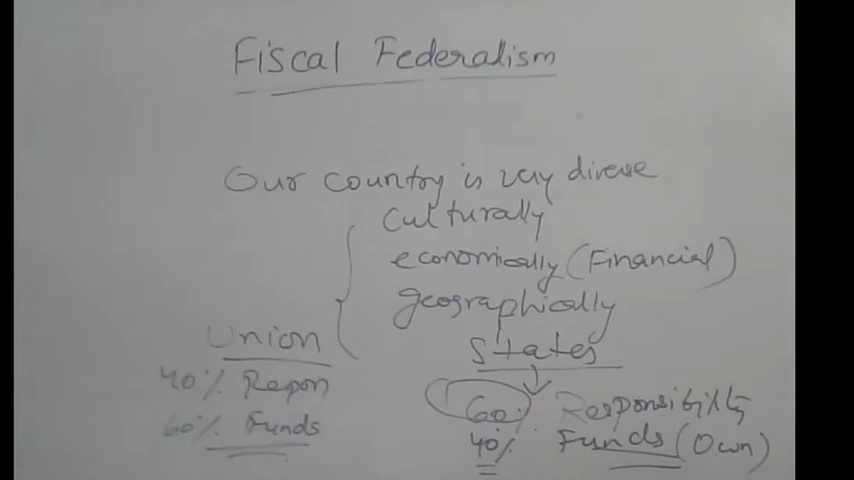 Fiscal Federalism
Our country is very diverse
culturally
economically (Financial)
geographically
Union
States
40% Respon
60% Responsibility
60% Funds
40% Funds (Own)